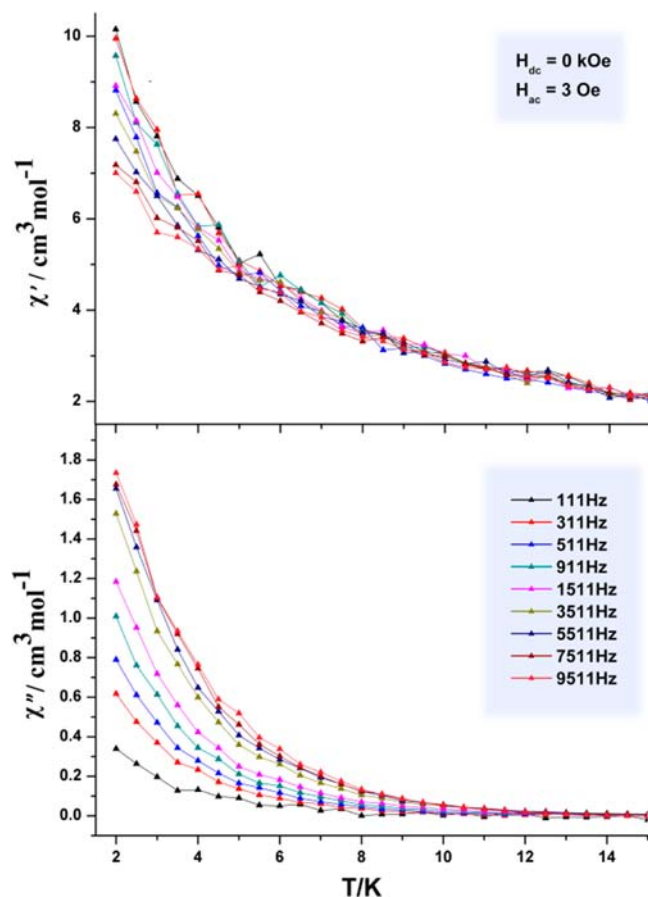 10
8
6
4
2
χ′ / cm³mol⁻¹
H_dc = 0 kOe
H_ac = 3 Oe
1.8
1.6
1.4
1.2
1.0
0.8
0.6
0.4
0.2
0.0
χ″/ cm³mol⁻¹
111Hz
311Hz
511Hz
911Hz
1511Hz
3511Hz
5511Hz
7511Hz
9511Hz
2 4 6 8 10 12 14
T/K